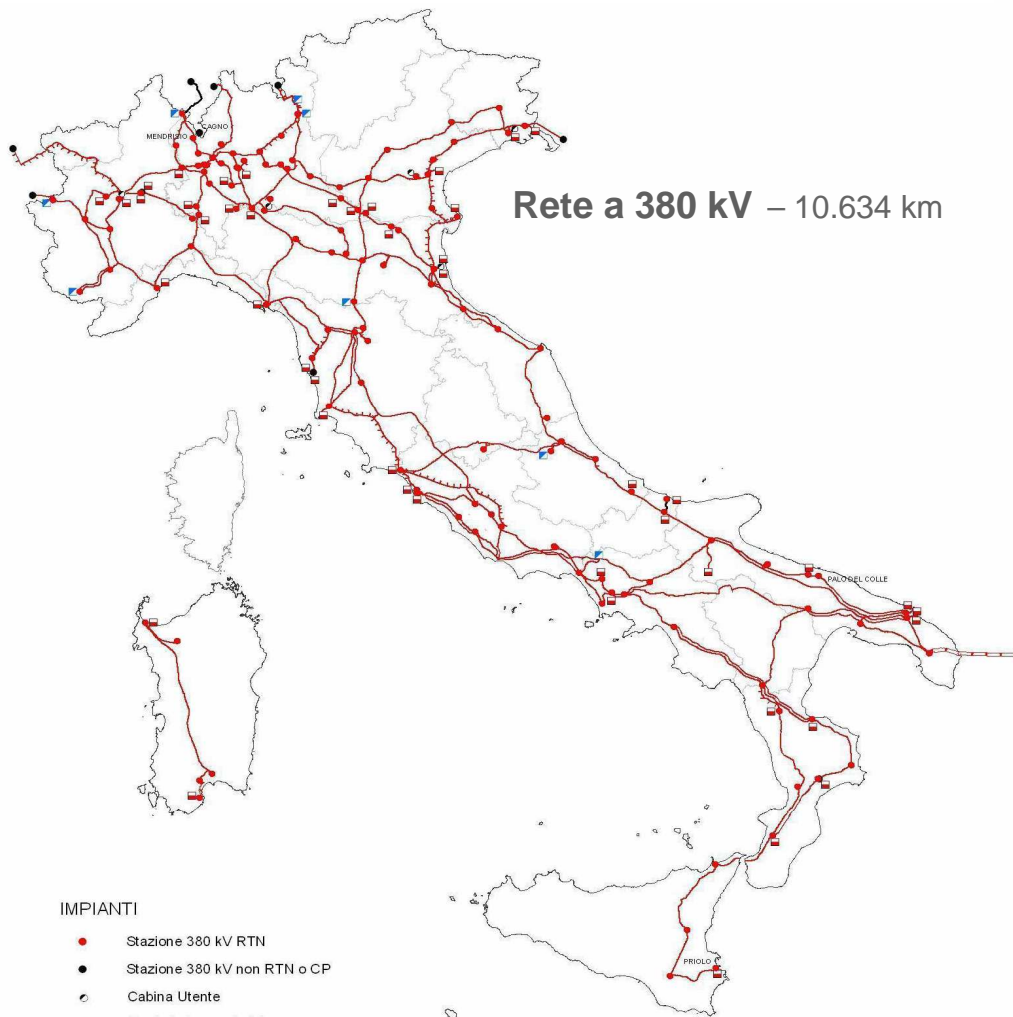 CAGNO
MENDRISIO
Rete a 380 kV – 10.634 km
PALO DEL COLLE
PRIOLO
IMPIANTI
Stazione 380 kV RTN
Stazione 380 kV non RTN o CP
Cabina Utente